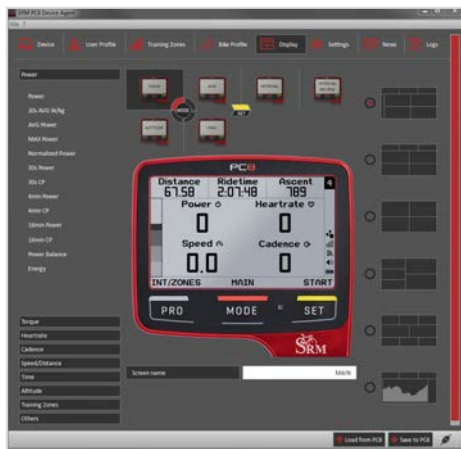 SRM PC8 Device Agent
File ?
Device User Profile Training Zones Bike Profile Display Settings News Logs
Power
Power
30s AVG W/kg
AVG Power
MAX Power
Normalized Power
30s Power
30s CP
4min Power
4min CP
16min Power
16min CP
Power Balance
Energy
Torque
Heartrate
Cadence
Speed/Distance
Time
Altitude
Training Zones
Others
MODE
SET
PC8
Distance Ridetime Ascent
67.58 2:07:48 789
Power Heartrate
0 0
Speed Cadence
0.0 0
INT/ZONES MAIN START
PRO MODE SET
SRM
Screen name MAIN
Load from PC8 Save to PC8